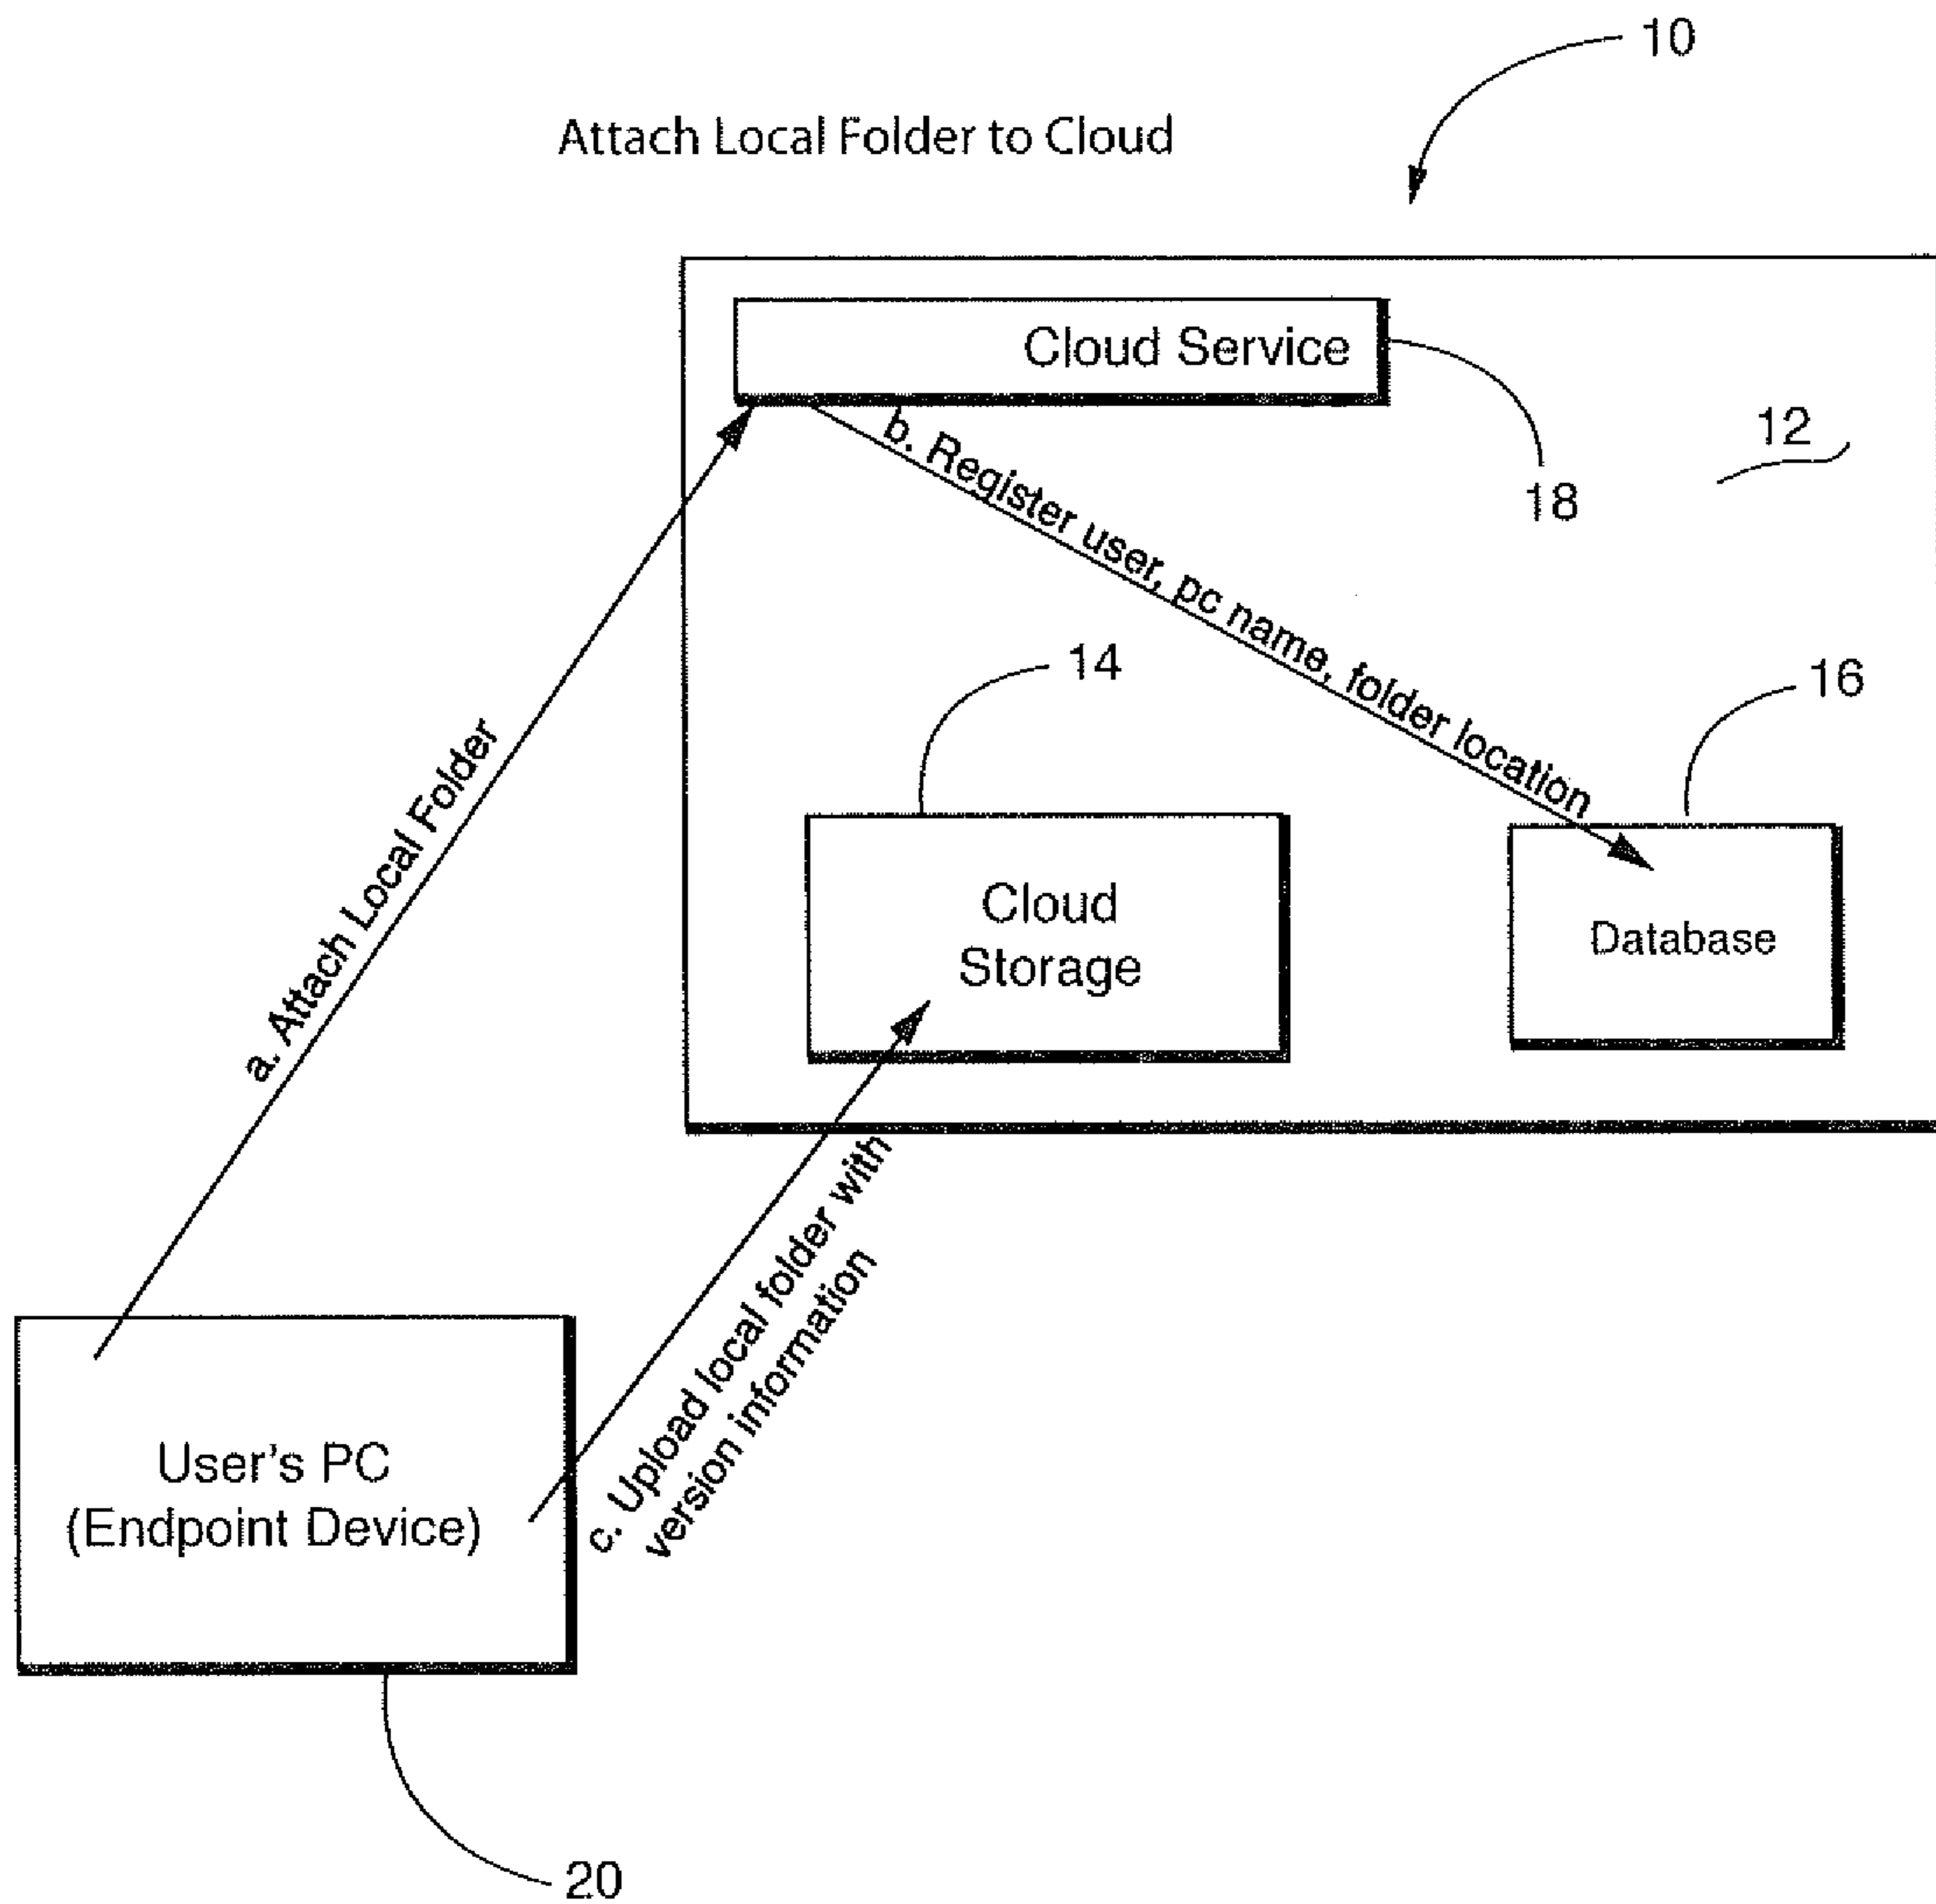 10
Attach Local Folder to Cloud
Cloud Service
12
18
b. Register user, pc name, folder location
14
16
a. Attach Local Folder
Cloud
Storage
Database
c. Upload local folder with
version information
User's PC
(Endpoint Device)
20